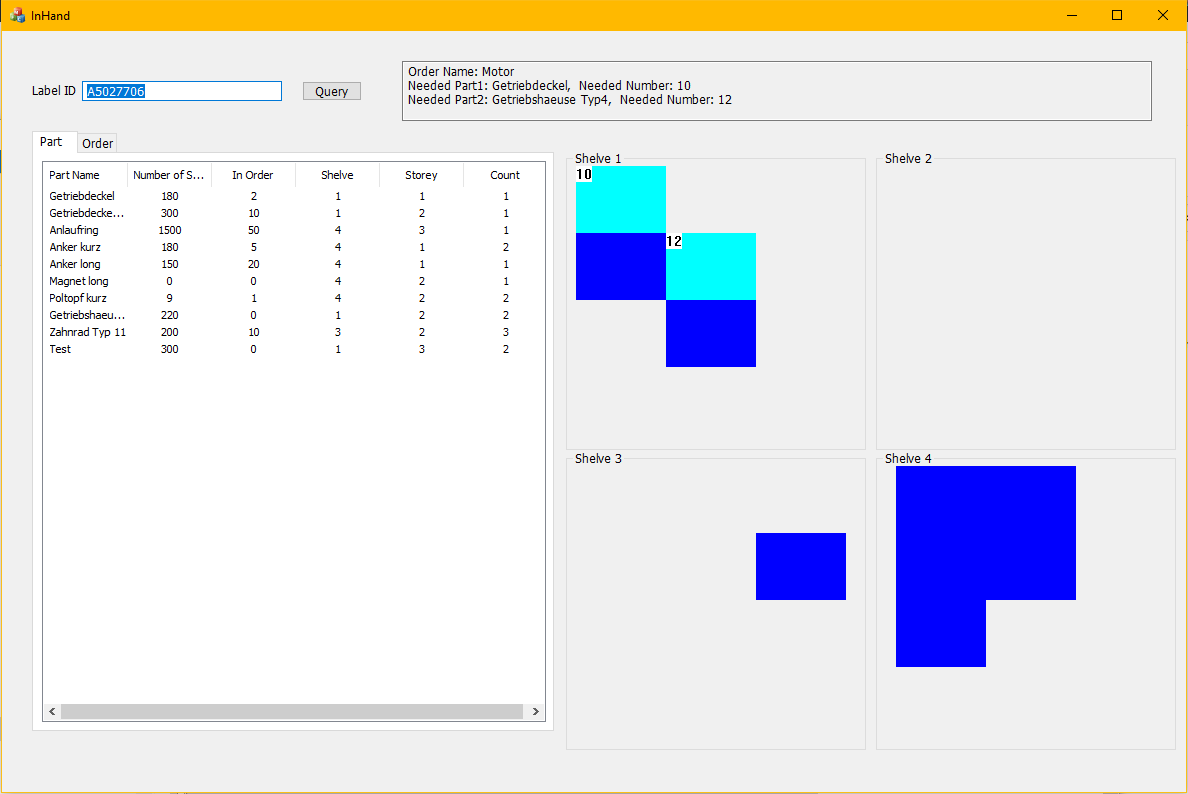 InHand
Label ID A5027706 Query
Order Name: Motor
Needed Part1: Getriebdeckel, Needed Number: 10
Needed Part2: Getriebshaeuse Typ4, Needed Number: 12
Part Order
Part Name Number of S... In Order Shelve Storey Count
Getriebdeckel 180 2 1 1 1
Getriebdecke... 300 10 1 2 1
Anlaufring 1500 50 4 3 1
Anker kurz 180 5 4 1 2
Anker long 150 20 4 1 1
Magnet long 0 0 4 2 1
Poltopf kurz 9 1 4 2 2
Getriebshaeu... 220 0 1 2 2
Zahnrad Typ 11 200 10 3 2 3
Test 300 0 1 3 2
Shelve 1
10
12
Shelve 2
Shelve 3
Shelve 4